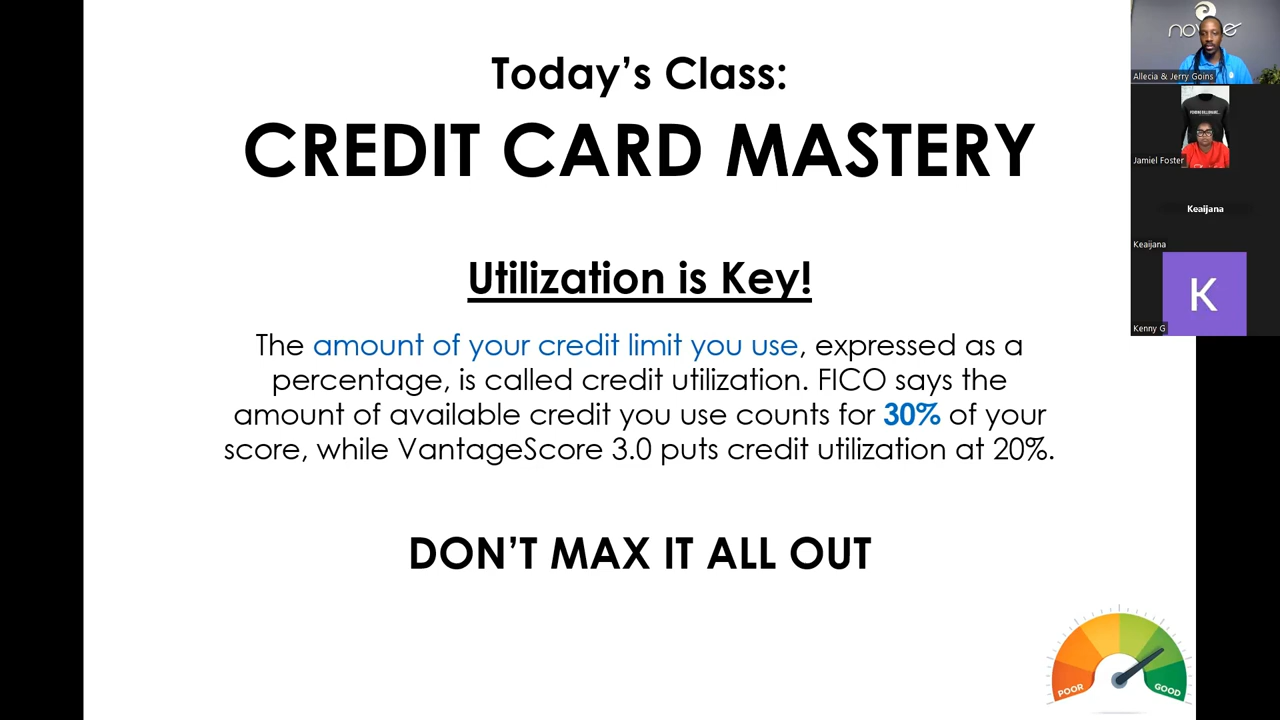 Today's Class:
CREDIT CARD MASTERY
Utilization is Key!
The amount of your credit limit you use, expressed as a
percentage, is called credit utilization. FICO says the
amount of available credit you use counts for 30% of your
score, while VantageScore 3.0 puts credit utilization at 20%.
DON'T MAX IT ALL OUT
POOR
GOOD
Allecia & Jerry Goins
Jamiel Foster
Keaijana
Keaijana
K
Kenny G